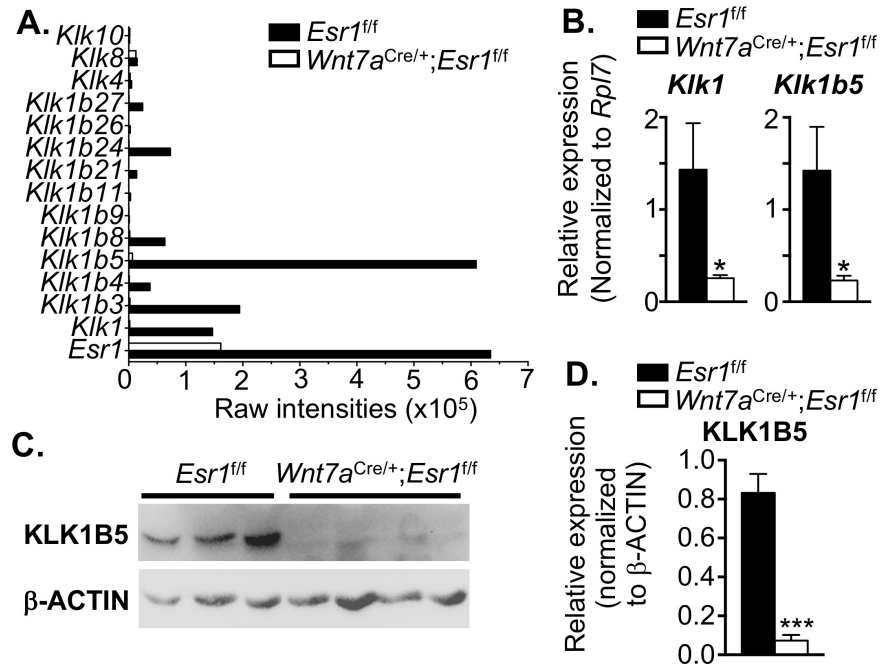 A.
Esr1f/f
Wnt7aCre/+;Esr1f/f
Klk10
Klk8
Klk4
Klk1b27
Klk1b26
Klk1b24
Klk1b21
Klk1b11
Klk1b9
Klk1b8
Klk1b5
Klk1b4
Klk1b3
Klk1
Esr1
0 1 2 3 4 5 6 7
Raw intensities (x10⁵)
B.
Esr1f/f
Wnt7aCre/+;Esr1f/f
Relative expression
(Normalized to Rpl7)
Klk1
2
1
0
*
Klk1b5
2
1
0
*
C.
Esr1f/f Wnt7aCre/+;Esr1f/f
KLK1B5
β-ACTIN
D.
Esr1f/f
Wnt7aCre/+;Esr1f/f
KLK1B5
Relative expression
(normalized
to β-ACTIN)
1.0
0.8
0.6
0.4
0.2
0.0
***